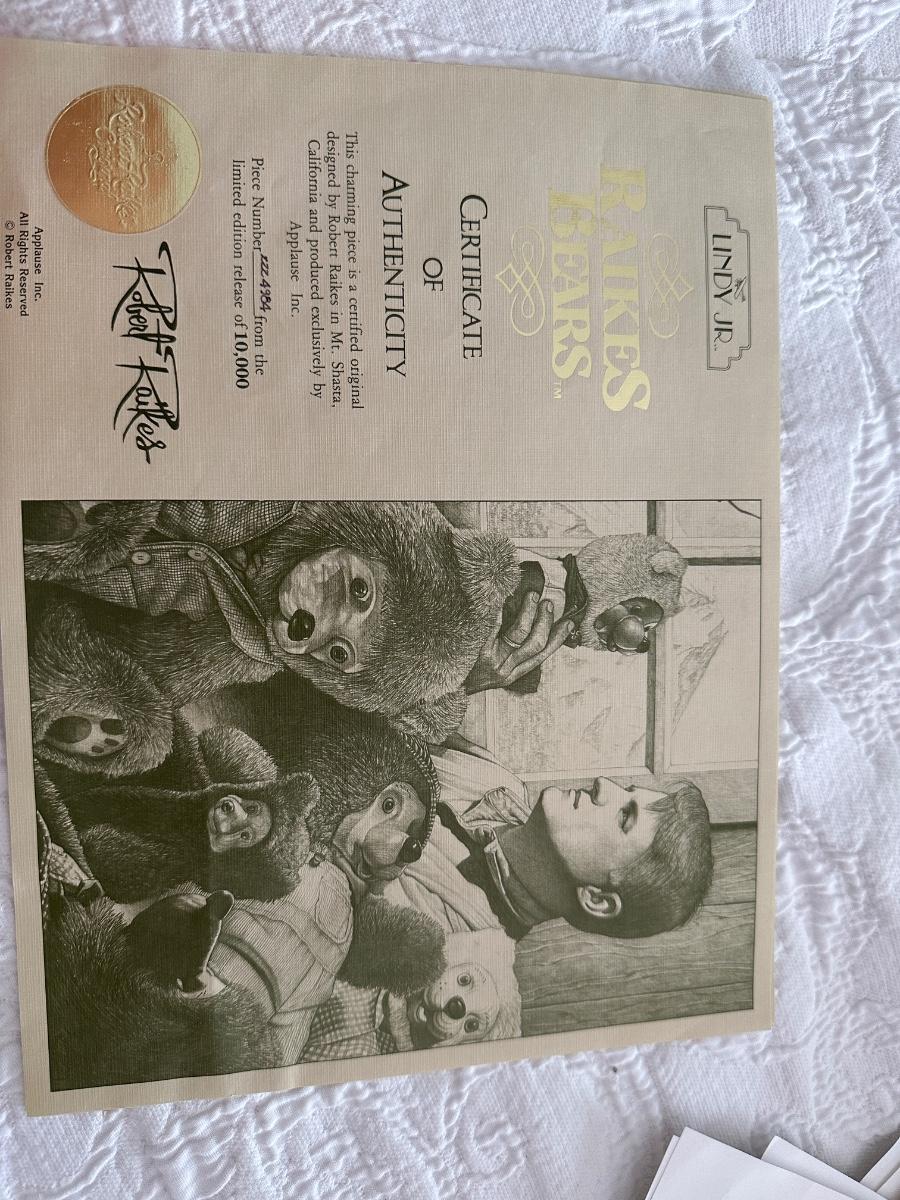 LINDY JR.™
RAIKES
BEARS™
CERTIFICATE
OF
AUTHENTICITY
This charming piece is a certified original
designed by Robert Raikes in Mt. Shasta,
California and produced exclusively by
Applause Inc.
Piece Number 4984 from the
limited edition release of 10,000
Robert Raikes
Applause Inc.
All Rights Reserved
© Robert Raikes